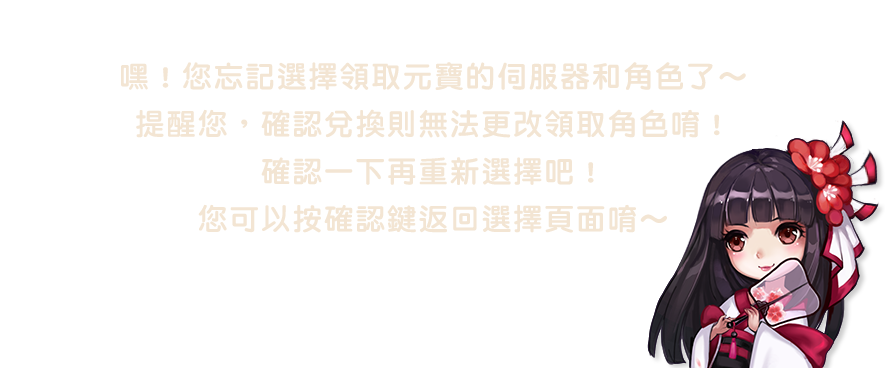 嘿！您忘記選擇領取元寶的伺服器和角色了～
提醒您，確認兌換則無法更改領取角色唷！
確認一下再重新選擇吧！
您可以按確認鍵返回選擇頁面唷～